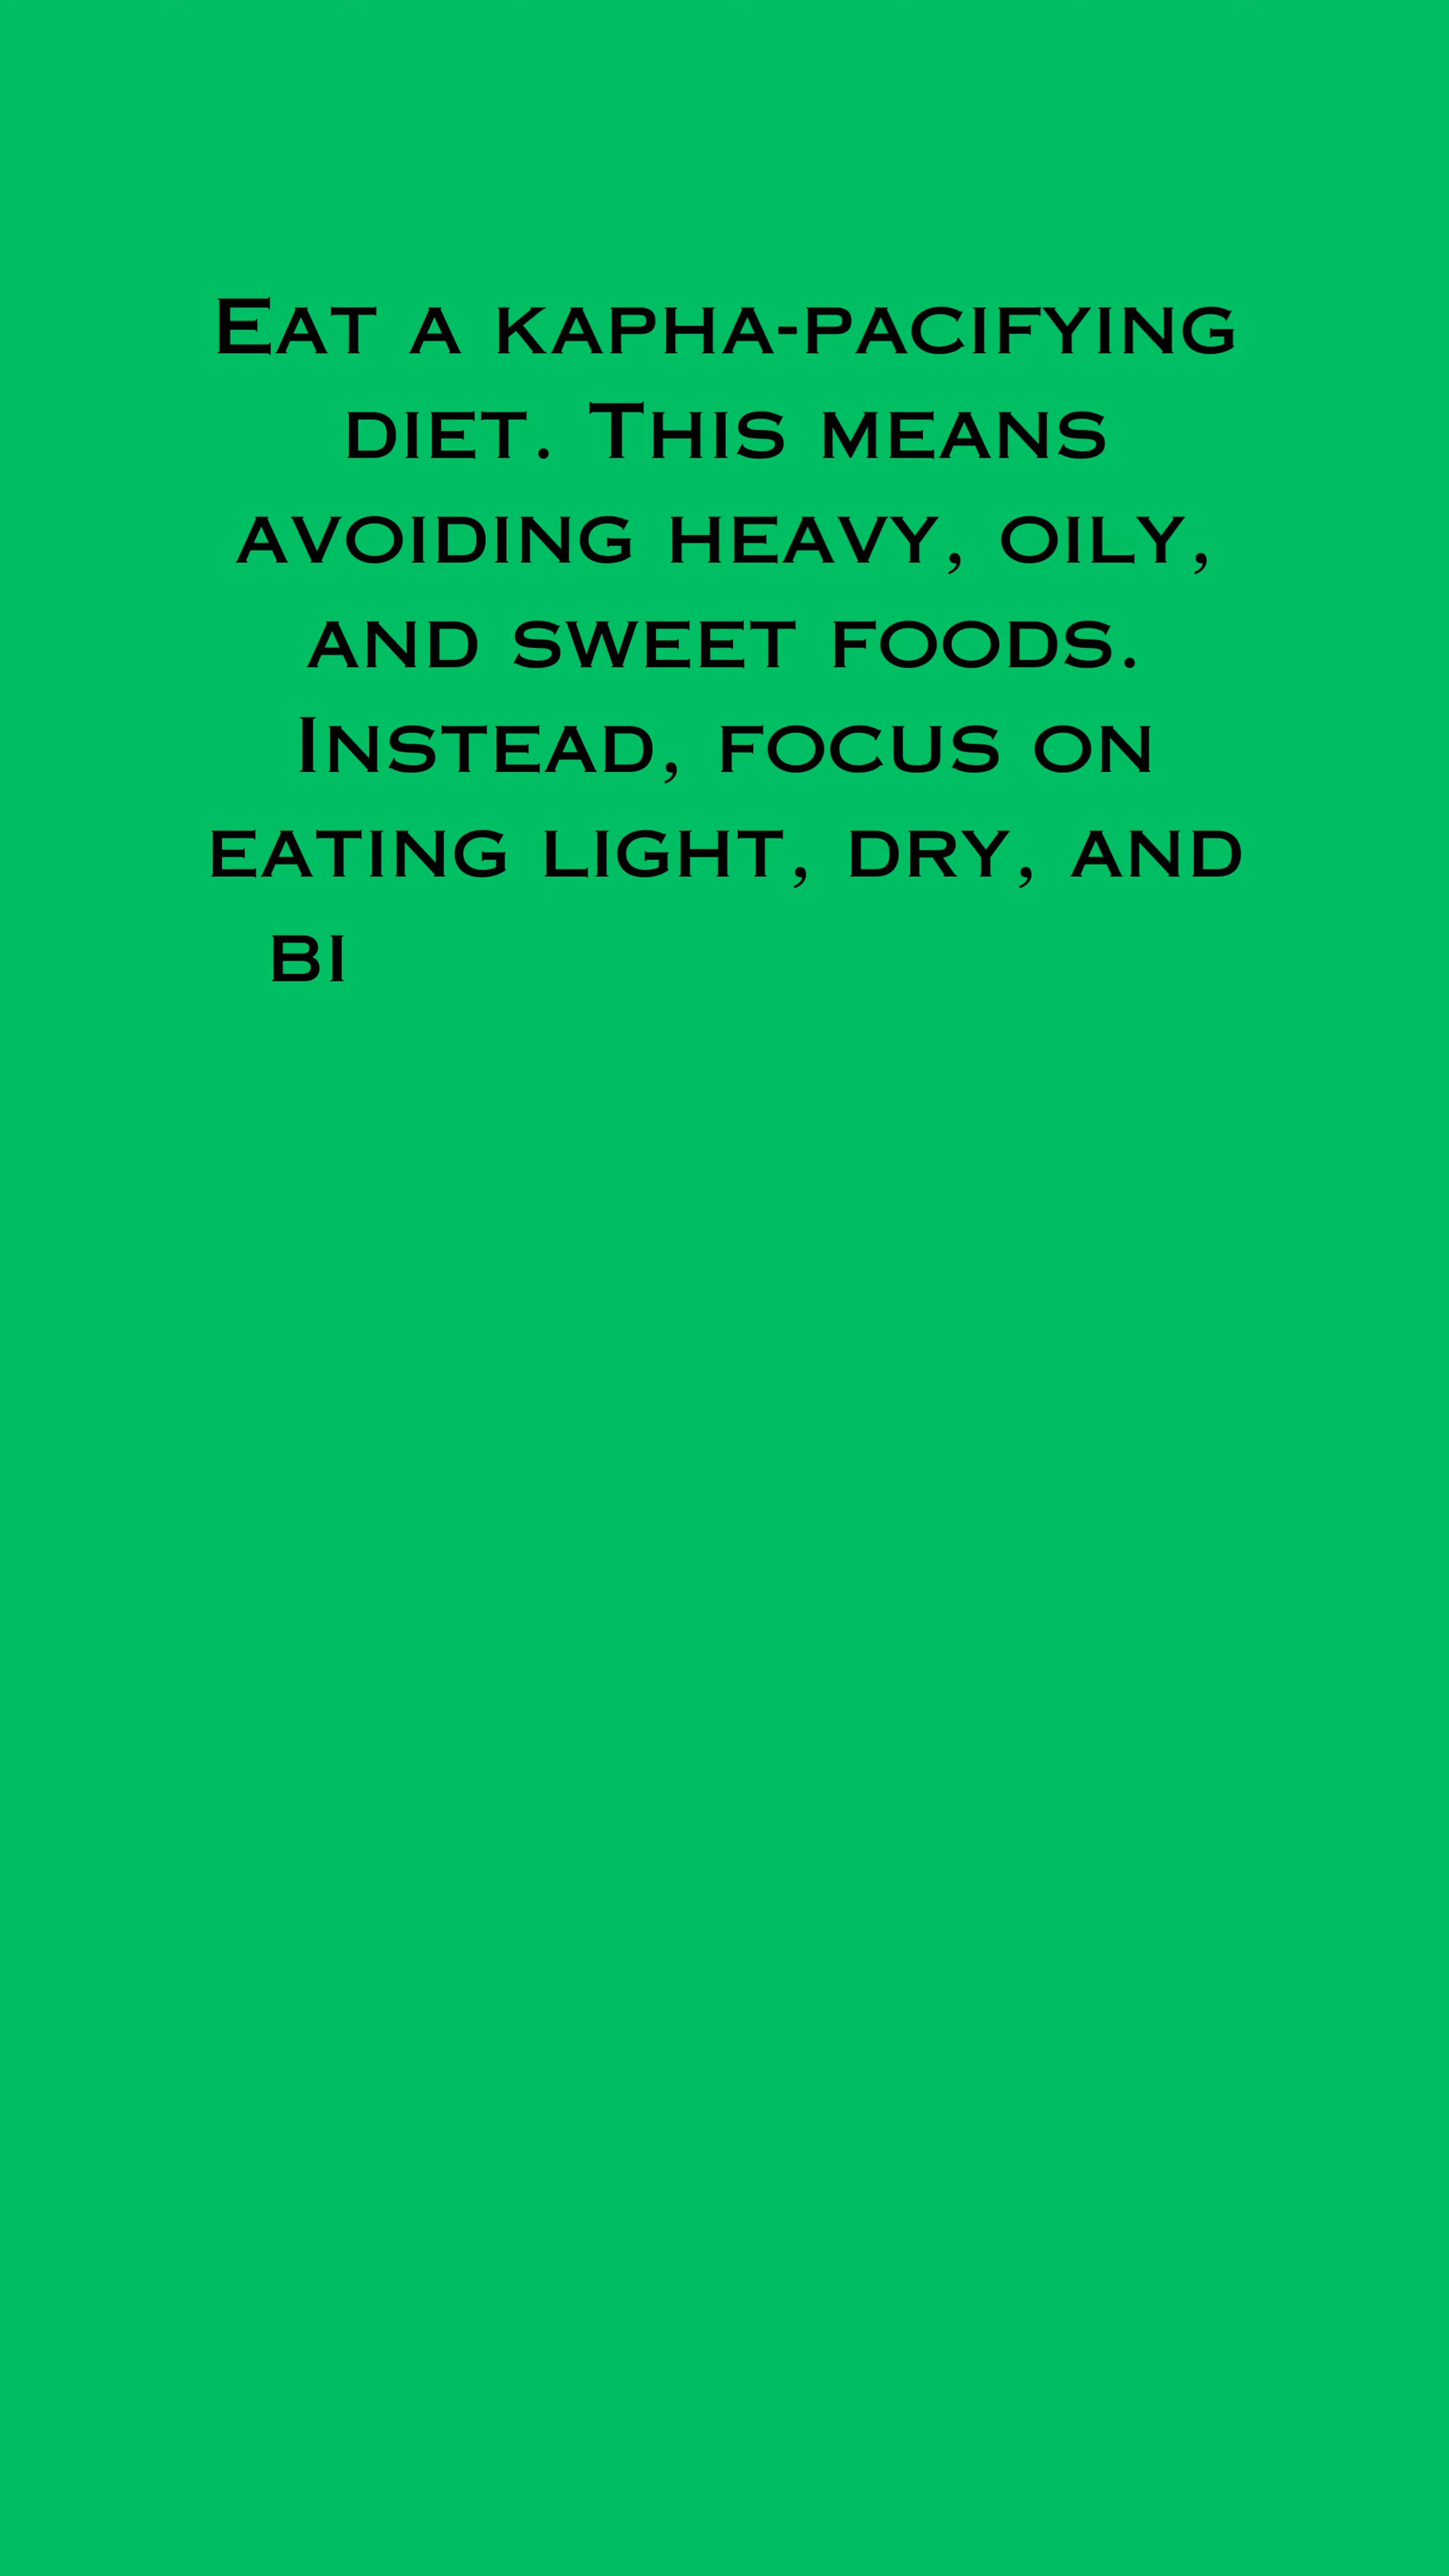 Eat a kapha-pacifying
diet. This means
avoiding heavy, oily,
and sweet foods.
Instead, focus on
eating light, dry, and
bi